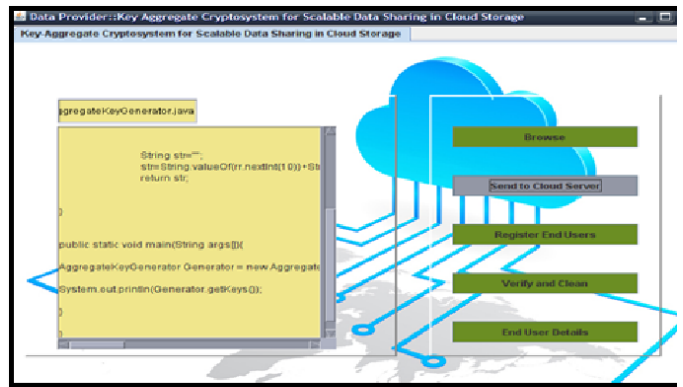 Data Provider::Key Aggregate Cryptosystem for Scalable Data Sharing in Cloud Storage
Key-Aggregate Cryptosystem for Scalable Data Sharing in Cloud Storage
ggregateKeyGenerator.java
String str="";
str=String.valueOf(rr.nextInt(10))+Str
return str;
}
public static void main(String args[]){
AggregateKeyGenerator Generator = new Aggregate
System.out.println(Generator.getKeys());
}
}
Browse
Send to Cloud Server
Register End Users
Verify and Clean
End User Details